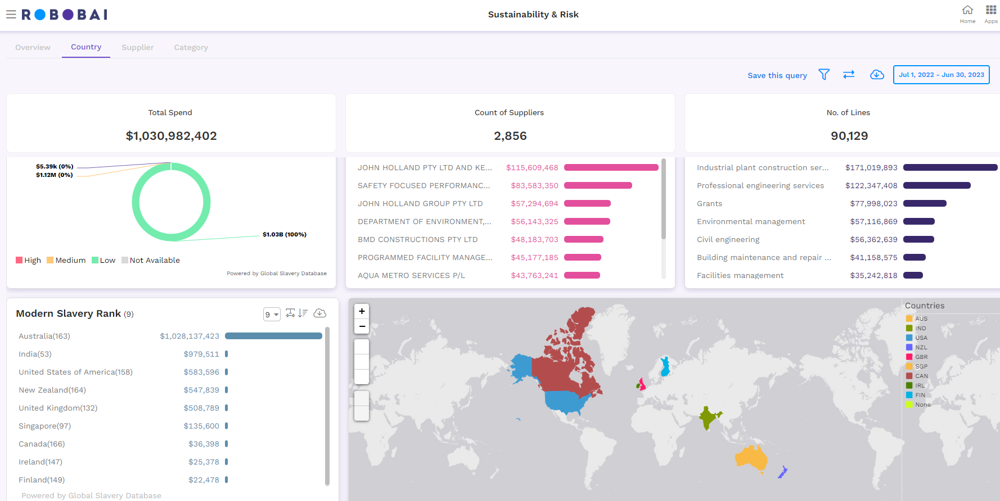 ROBOBAI
Sustainability & Risk
Home
Apps
Overview
Country
Supplier
Category
Save this query
Jul 1, 2022 - Jun 30, 2023
Total Spend
$1,030,982,402
Count of Suppliers
2,856
No. of Lines
90,129
$5.39k (0%)
$1.12M (0%)
$1.03B (100%)
High
Medium
Low
Not Available
Powered by Global Slavery Database
JOHN HOLLAND PTY LTD AND KE... $115,609,468
SAFETY FOCUSED PERFORMANC... $83,583,350
JOHN HOLLAND GROUP PTY LTD $57,294,694
DEPARTMENT OF ENVIRONMENT,... $56,143,325
BMD CONSTRUCTIONS PTY LTD $48,183,703
PROGRAMMED FACILITY MANAGE... $45,177,185
AQUA METRO SERVICES P/L $43,763,241
Industrial plant construction ser... $171,019,893
Professional engineering services $122,347,408
Grants $77,998,023
Environmental management $57,116,869
Civil engineering $56,362,639
Building maintenance and repair ... $41,158,575
Facilities management $35,242,818
Modern Slavery Rank (9)
9
Australia(163) $1,028,137,423
India(53) $979,511
United States of America(158) $583,596
New Zealand(164) $547,839
United Kingdom(132) $508,789
Singapore(97) $135,600
Canada(166) $36,398
Ireland(147) $25,378
Finland(149) $22,478
Powered by Global Slavery Database
+
−
Countries
AUS
IND
USA
NZL
GBR
SGP
CAN
IRL
FIN
None